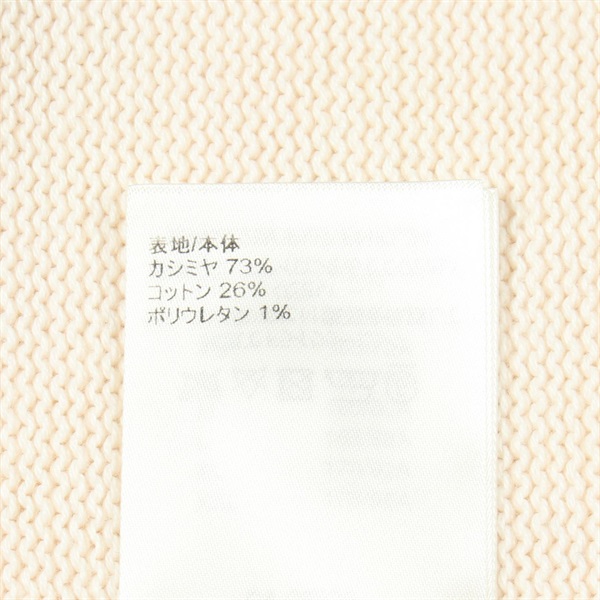 表地/本体
カシミヤ 73%
コットン 26%
ポリウレタン 1%